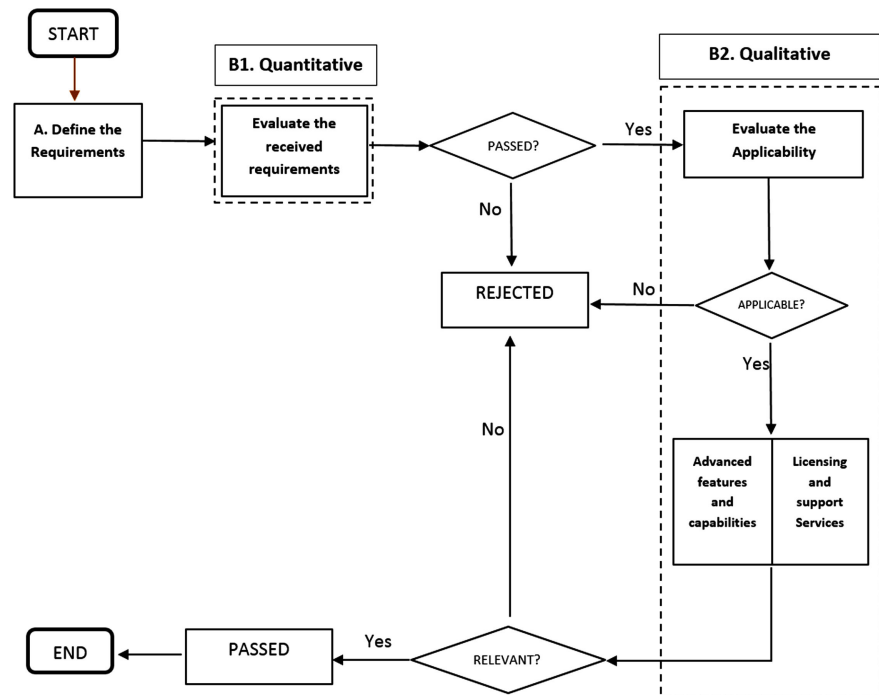 START
B1. Quantitative
B2. Qualitative
A. Define the
Requirements
Evaluate the
received
requirements
PASSED?
Yes
Evaluate the
Applicability
No
REJECTED
No
APPLICABLE?
Yes
No
Advanced
features
and
capabilities
Licensing
and
support
Services
END
PASSED
Yes
RELEVANT?